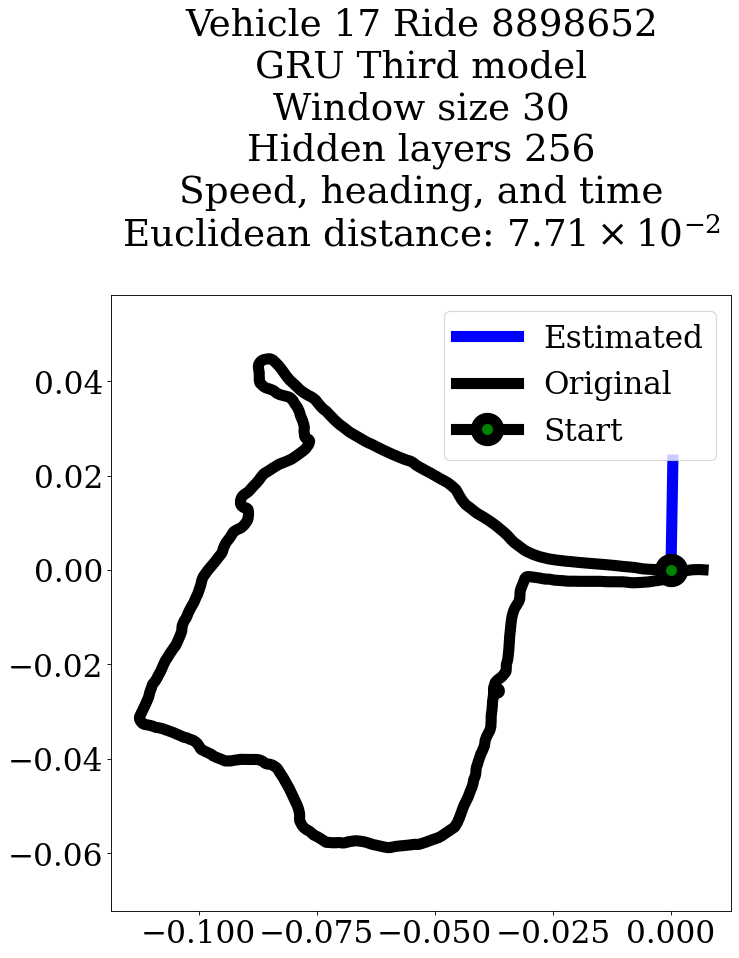 Vehicle 17 Ride 8898652
GRU Third model
Window size 30
Hidden layers 256
Speed, heading, and time
Euclidean distance: 7.71 × 10⁻²
Estimated
Original
Start
0.04
0.02
0.00
−0.02
−0.04
−0.06
−0.100 −0.075 −0.050 −0.025 0.000